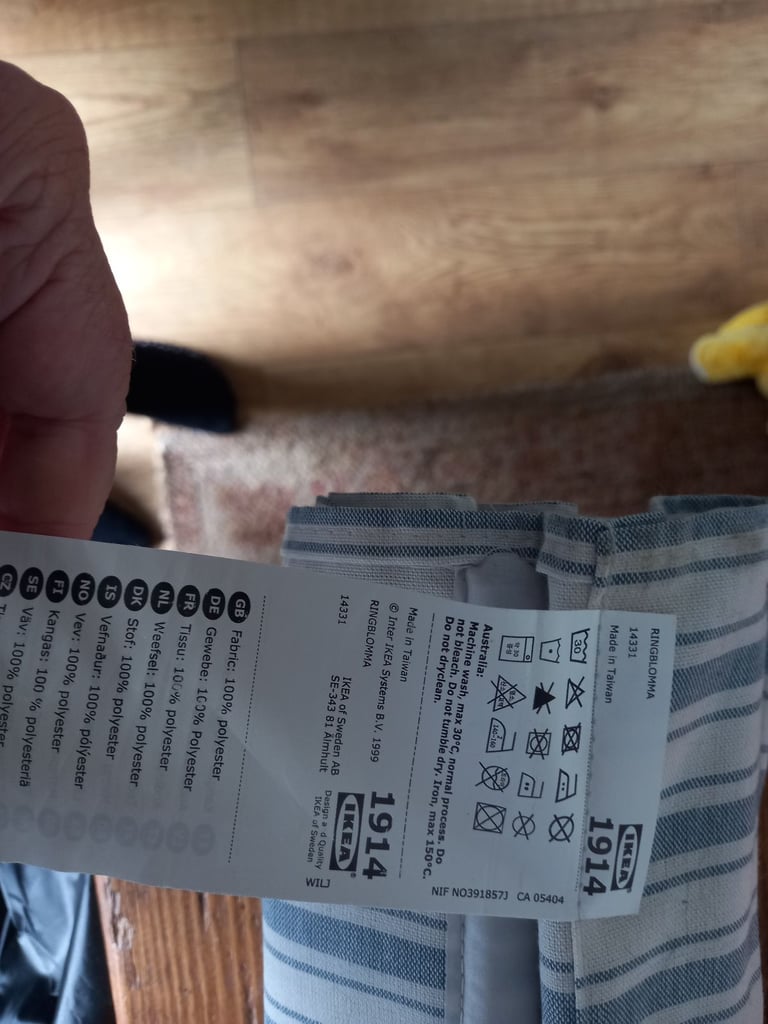 RINGBLOMMA
14331
Made in Taiwan
IKEA
1914
30
Australia:
Machine wash, max 30°C, normal process. Do
not bleach. Do not tumble dry. Iron, max 150°C.
Do not dryclean.
NIF NO391857J CA 05404
Made in Taiwan
© Inter IKEA Systems B.V. 1999
RINGBLOMMA
14331
1914
IKEA®
IKEA of Sweden AB
SE-343 81 Älmhult
Design a d Quality
IKEA of Sweden
WILJ
GB Fabric: 100% polyester
DE Gewebe: 100% Polyester
FR Tissu: 100% polyester
NL Weefsel: 100% polyester
DK Stof: 100% polyester
IS Vefnaður: 100% pólýester
NO Vev: 100% polyester
FI Kangas: 100 % polyesteriä
SE Väv: 100% polyester
CZ